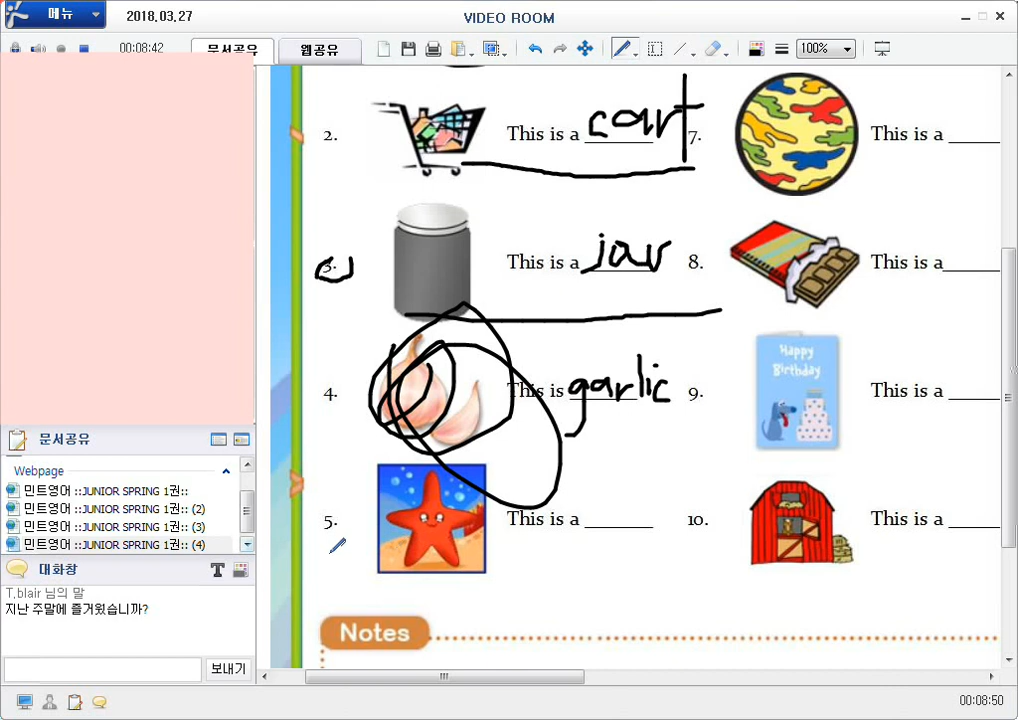 메뉴 2018.03.27 VIDEO ROOM
00:08:42 문서공유 웹공유 100%
2. This is a cart
7. This is a ____
3. This is a jar
8. This is a____
4. This is garlic
Happy
Birthday
9. This is a ____
5. This is a ____
10. This is a ____
Notes
문서공유
Webpage
민트영어 ::JUNIOR SPRING 1권::
민트영어 ::JUNIOR SPRING 1권:: (2)
민트영어 ::JUNIOR SPRING 1권:: (3)
민트영어 ::JUNIOR SPRING 1권:: (4)
대화창 T
T,blair 님의 말
지난 주말에 즐거웠습니까?
보내기
00:08:50